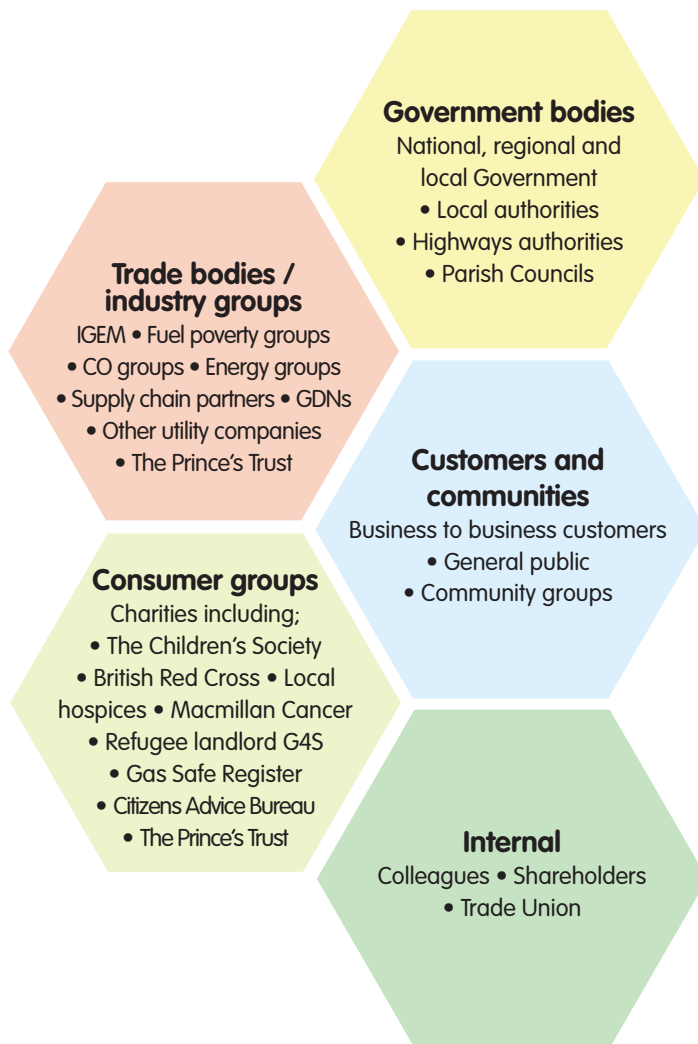 Government bodies
National, regional and
local Government
• Local authorities
• Highways authorities
• Parish Councils
Trade bodies /
industry groups
IGEM • Fuel poverty groups
• CO groups • Energy groups
• Supply chain partners • GDNs
• Other utility companies
• The Prince's Trust
Customers and
communities
Business to business customers
• General public
• Community groups
Consumer groups
Charities including;
• The Children's Society
• British Red Cross • Local
hospices • Macmillan Cancer
• Refugee landlord G4S
• Gas Safe Register
• Citizens Advice Bureau
• The Prince's Trust
Internal
Colleagues • Shareholders
• Trade Union